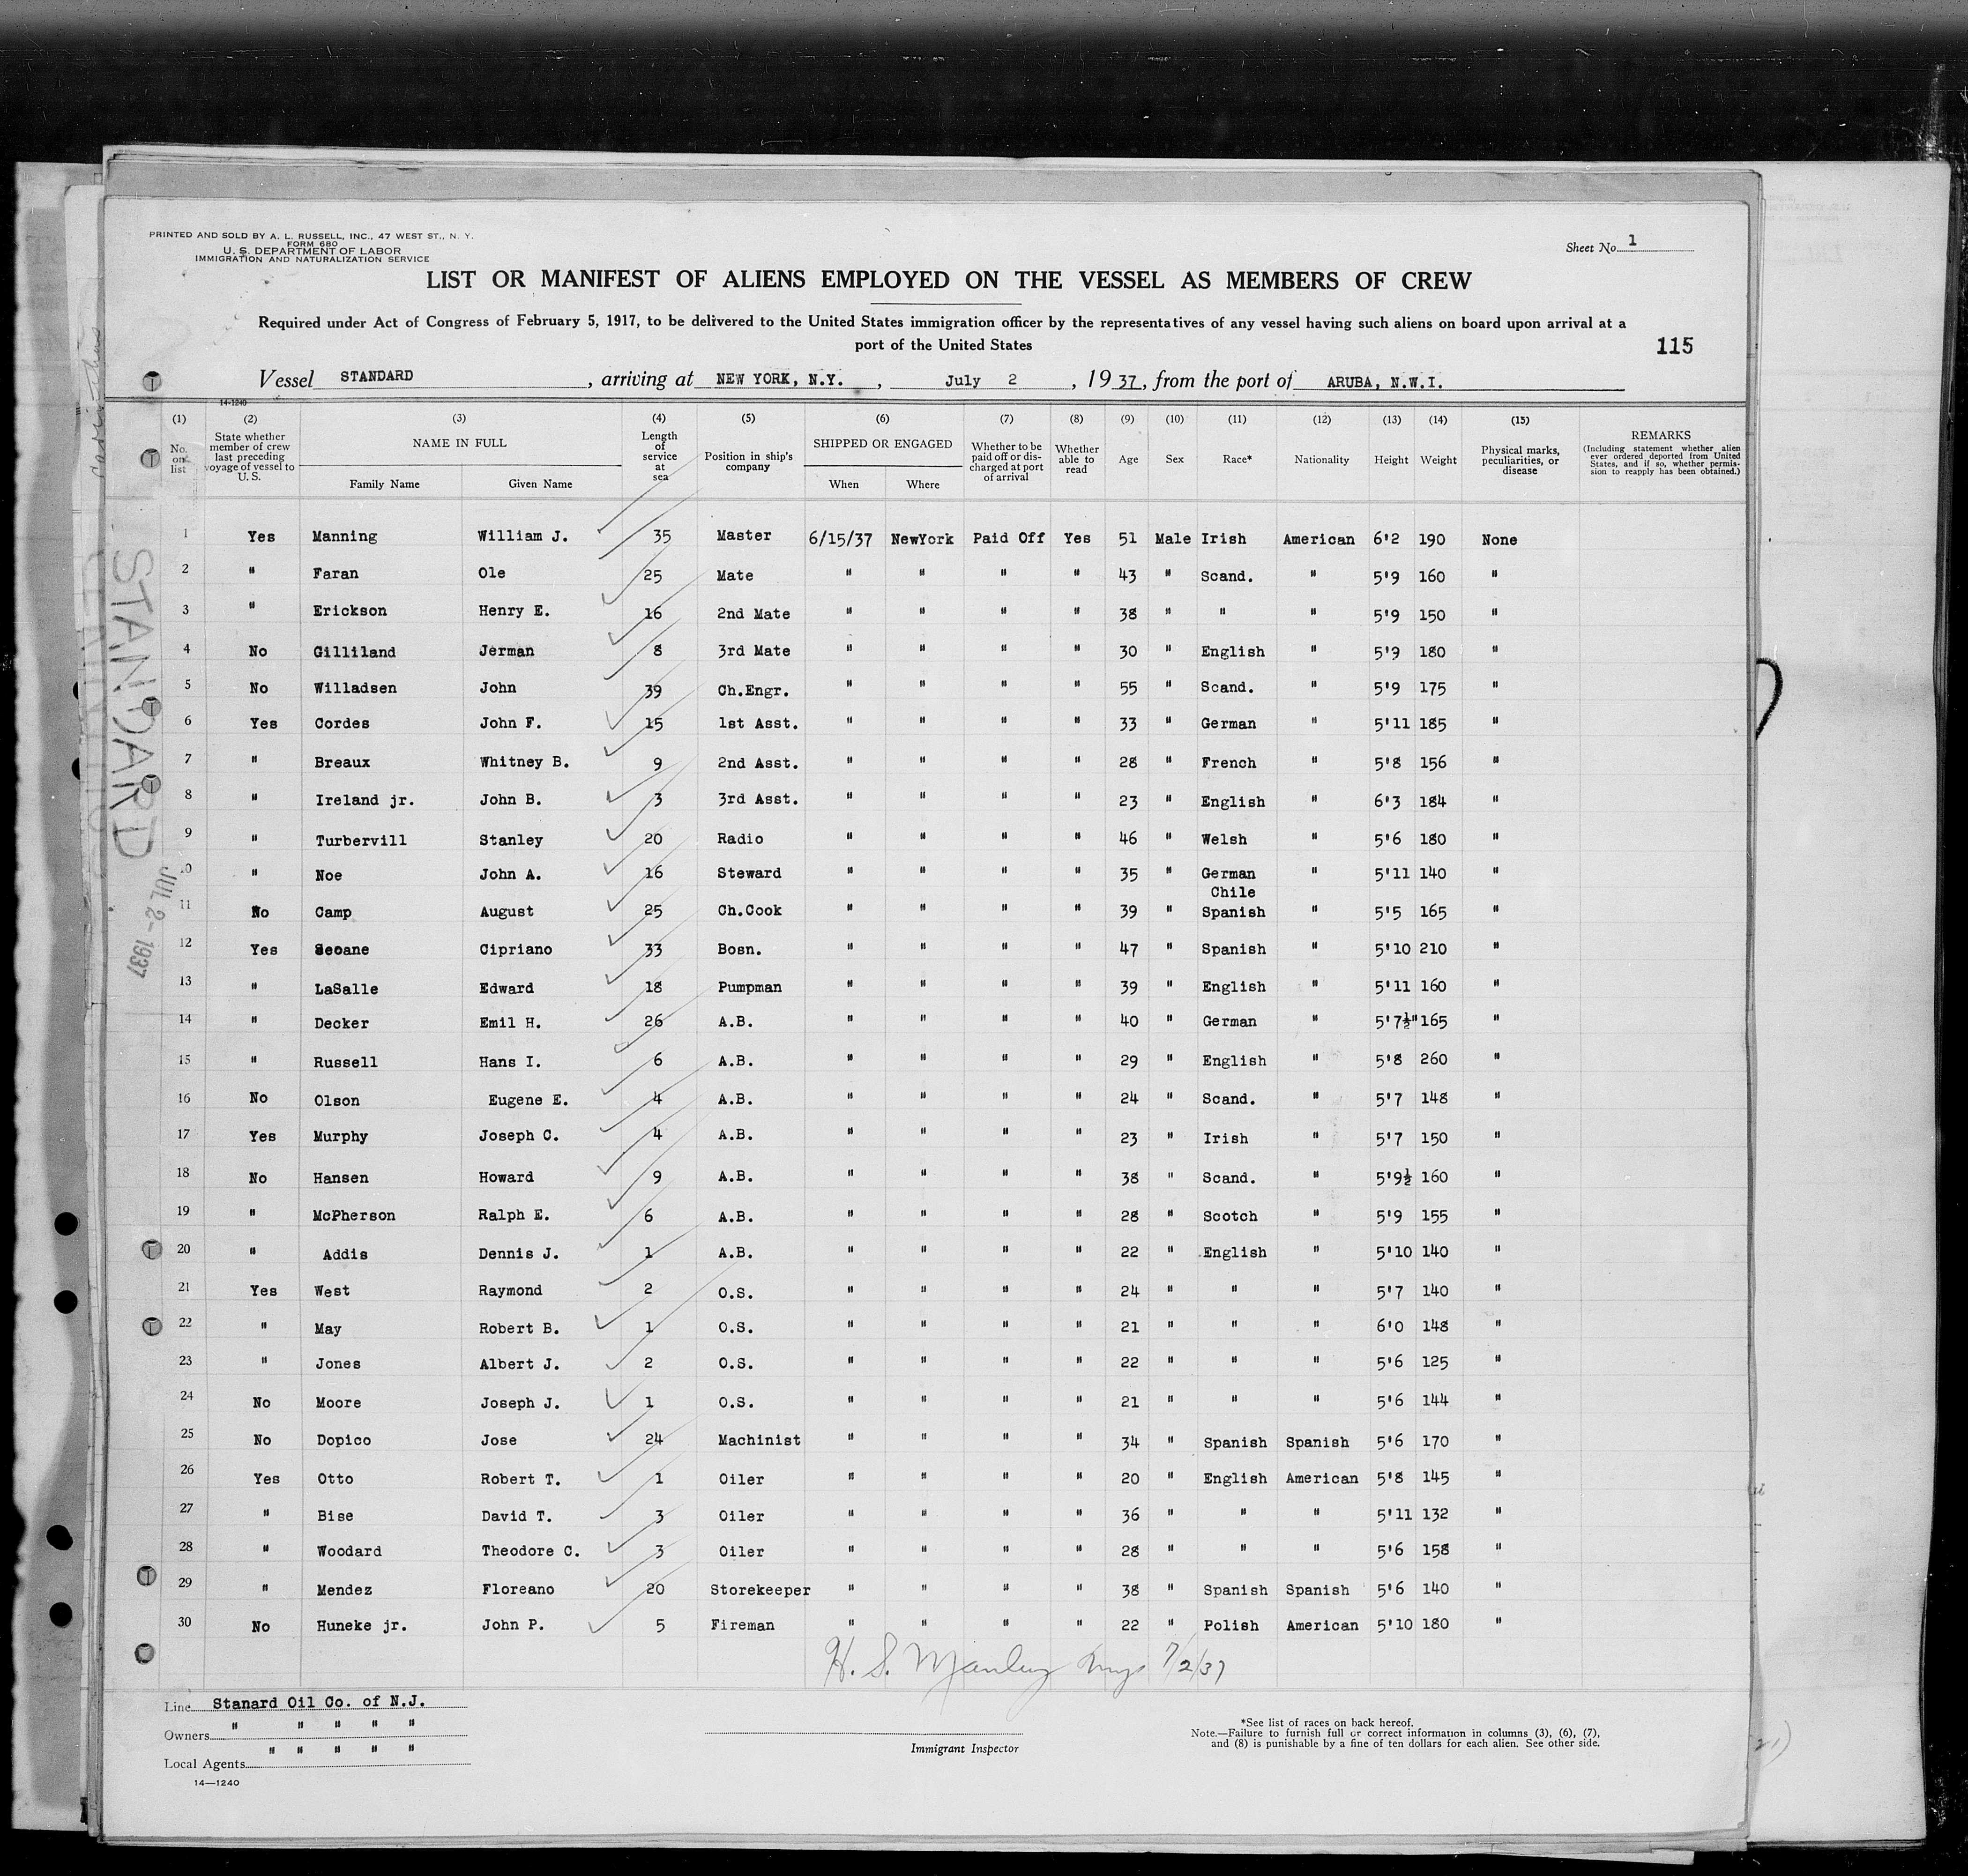 PRINTED AND SOLD BY A. L. RUSSELL, INC., 47 WEST ST., N. Y.
FORM 680
U. S. DEPARTMENT OF LABOR
IMMIGRATION AND NATURALIZATION SERVICE
Sheet No. 1
LIST OR MANIFEST OF ALIENS EMPLOYED ON THE VESSEL AS MEMBERS OF CREW
Required under Act of Congress of February 5, 1917, to be delivered to the United States immigration officer by the representatives of any vessel having such aliens on board upon arrival at a
port of the United States
115
Vessel STANDARD, arriving at NEW YORK, N.Y., July 2, 1937, from the port of ARUBA, N.W.I.
14-1240
(1) (2) (3) (4) (5) (6) (7) (8) (9) (10) (11) (12) (13) (14) (15)
No. on list | State whether member of crew last preceding voyage of vessel to U. S. | NAME IN FULL Family Name Given Name | Length of service at sea | Position in ship's company | SHIPPED OR ENGAGED When Where | Whether to be paid off or discharged at port of arrival | Whether able to read | Age | Sex | Race* | Nationality | Height | Weight | Physical marks, peculiarities, or disease | REMARKS (Including statement whether alien ever ordered deported from United States, and if so, whether permission to reapply has been obtained.)
1 Yes Manning William J. 35 Master 6/15/37 NewYork Paid Off Yes 51 Male Irish American 6'2 190 None
2 " Faran Ole 25 Mate " " " " 43 " Scand. " 5'9 160 "
3 " Erickson Henry E. 16 2nd Mate " " " " 38 " " " 5'9 150 "
4 No Gilliland Jerman 8 3rd Mate " " " " 30 " English " 5'9 180 "
5 No Willadsen John 39 Ch.Engr. " " " " 55 " Scand. " 5'9 175 "
6 Yes Cordes John F. 15 1st Asst. " " " " 33 " German " 5'11 185 "
7 " Breaux Whitney B. 9 2nd Asst. " " " " 28 " French " 5'8 156 "
8 " Ireland jr. John B. 3 3rd Asst. " " " " 23 " English " 6'3 184 "
9 " Turbervill Stanley 20 Radio " " " " 46 " Welsh " 5'6 180 "
10 " Noe John A. 16 Steward " " " " 35 " German " 5'11 140 "
Chile
11 No Camp August 25 Ch.Cook " " " " 39 " Spanish " 5'5 165 "
12 Yes Seoane Cipriano 33 Bosn. " " " " 47 " Spanish " 5'10 210 "
13 " LaSalle Edward 18 Pumpman " " " " 39 " English " 5'11 160 "
14 " Decker Emil H. 26 A.B. " " " " 40 " German " 5'7½" 165 "
15 " Russell Hans I. 6 A.B. " " " " 29 " English " 5'8 260 "
16 No Olson Eugene E. 4 A.B. " " " " 24 " Scand. " 5'7 148 "
17 Yes Murphy Joseph C. 4 A.B. " " " " 23 " Irish " 5'7 150 "
18 No Hansen Howard 9 A.B. " " " " 38 " Scand. " 5'9½ 160 "
19 " McPherson Ralph E. 6 A.B. " " " " 28 " Scotch " 5'9 155 "
20 " Addis Dennis J. 1 A.B. " " " " 22 " English " 5'10 140 "
21 Yes West Raymond 2 O.S. " " " " 24 " " " 5'7 140 "
22 " May Robert B. 1 O.S. " " " " 21 " " " 6'0 148 "
23 " Jones Albert J. 2 O.S. " " " " 22 " " " 5'6 125 "
24 No Moore Joseph J. 1 O.S. " " " " 21 " " " 5'6 144 "
25 No Dopico Jose 24 Machinist " " " " 34 " Spanish Spanish 5'6 170 "
26 Yes Otto Robert T. 1 Oiler " " " " 20 " English American 5'8 145 "
27 " Bise David T. 3 Oiler " " " " 36 " " " 5'11 132 "
28 " Woodard Theodore C. 3 Oiler " " " " 28 " " " 5'6 158 "
29 " Mendez Floreano 20 Storekeeper " " " " 38 " Spanish Spanish 5'6 140 "
30 No Huneke jr. John P. 5 Fireman " " " " 22 " Polish American 5'10 180 "
H. S. Manley 7/2/37
STANDARD
JUL 2-1937
Line Stanard Oil Co. of N.J.
Owners " " " " "
Local Agents " " " " "
14—1240
Immigrant Inspector
*See list of races on back hereof.
Note.—Failure to furnish full or correct information in columns (3), (6), (7),
and (8) is punishable by a fine of ten dollars for each alien. See other side.